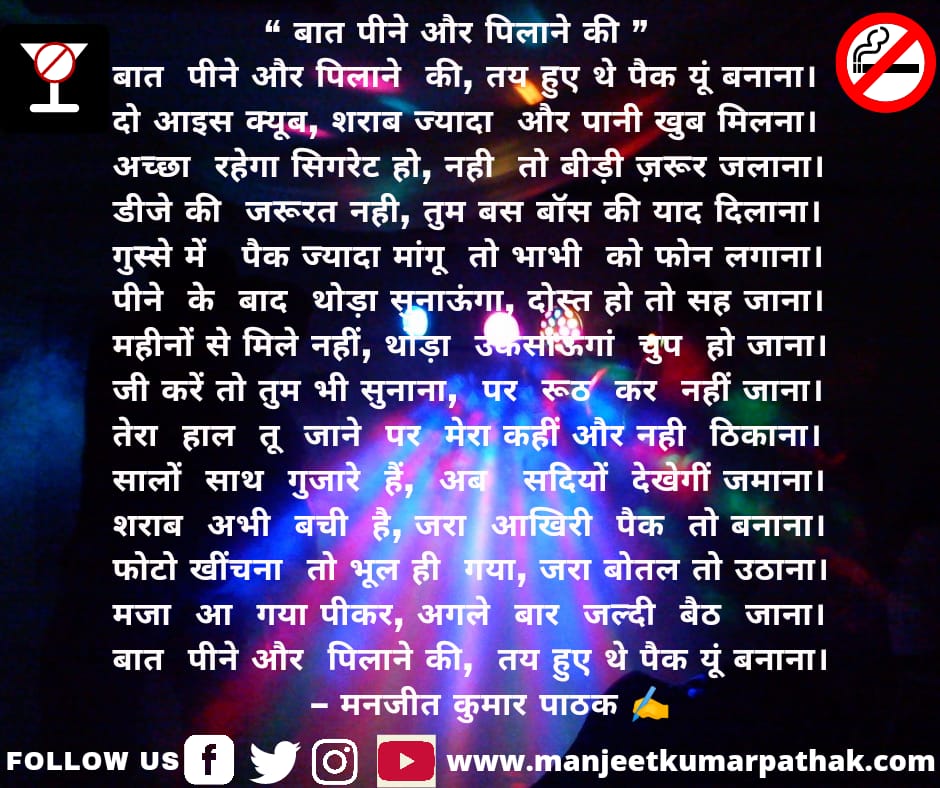 “ बात पीने और पिलाने की ”
बात पीने और पिलाने की, तय हुए थे पैक यूं बनाना।
दो आइस क्यूब, शराब ज्यादा और पानी खुब मिलना।
अच्छा रहेगा सिगरेट हो, नही तो बीड़ी ज़रूर जलाना।
डीजे की जरूरत नही, तुम बस बॉस की याद दिलाना।
गुस्से में पैक ज्यादा मांगू तो भाभी को फोन लगाना।
पीने के बाद थोड़ा सुनाऊंगा, दोस्त हो तो सह जाना।
महीनों से मिले नहीं, थोड़ा उकसाऊंगां चुप हो जाना।
जी करें तो तुम भी सुनाना, पर रूठ कर नहीं जाना।
तेरा हाल तू जाने पर मेरा कहीं और नही ठिकाना।
सालों साथ गुजारे हैं, अब सदियों देखेगीं जमाना।
शराब अभी बची है, जरा आखिरी पैक तो बनाना।
फोटो खींचना तो भूल ही गया, जरा बोतल तो उठाना।
मजा आ गया पीकर, अगले बार जल्दी बैठ जाना।
बात पीने और पिलाने की, तय हुए थे पैक यूं बनाना।
– मनजीत कुमार पाठक ✍️
FOLLOW US www.manjeetkumarpathak.com